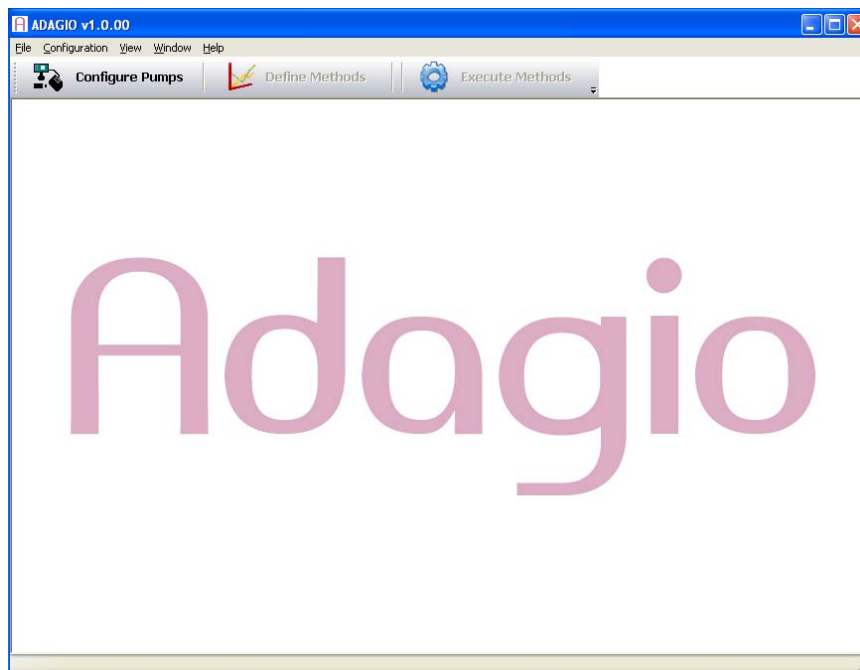 ADAGIO v1.0.00
File Configuration View Window Help
Configure Pumps Define Methods Execute Methods
Adagio